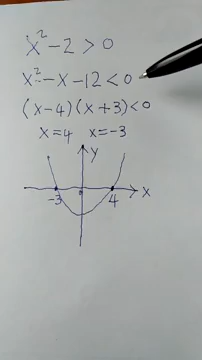 x² - 2 > 0
x² - x - 12 < 0
(x - 4)(x + 3) < 0
x = 4 x = -3
y
-3 4 x